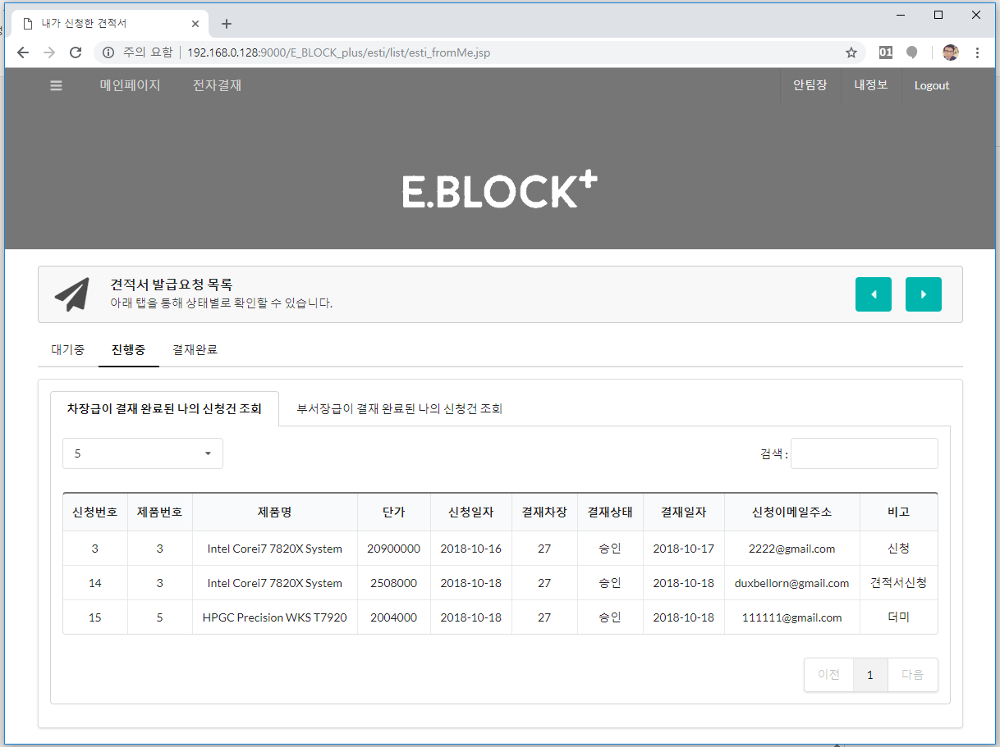 내가 신청한 견적서
주의 요함 192.168.0.128:9000/E_BLOCK_plus/esti/list/esti_fromMe.jsp
01
메인페이지 전자결재 안팀장 내정보 Logout
E.BLOCK+
견적서 발급요청 목록
아래 탭을 통해 상태별로 확인할 수 있습니다.
대기중 진행중 결재완료
차장급이 결재 완료된 나의 신청건 조회 부서장급이 결재 완료된 나의 신청건 조회
5 검색 :
신청번호 제품번호 제품명 단가 신청일자 결재차장 결재상태 결재일자 신청이메일주소 비고
3 3 Intel Corei7 7820X System 20900000 2018-10-16 27 승인 2018-10-17 2222@gmail.com 신청
14 3 Intel Corei7 7820X System 2508000 2018-10-18 27 승인 2018-10-18 duxbellorn@gmail.com 견적서신청
15 5 HPGC Precision WKS T7920 2004000 2018-10-18 27 승인 2018-10-18 111111@gmail.com 더미
이전 1 다음